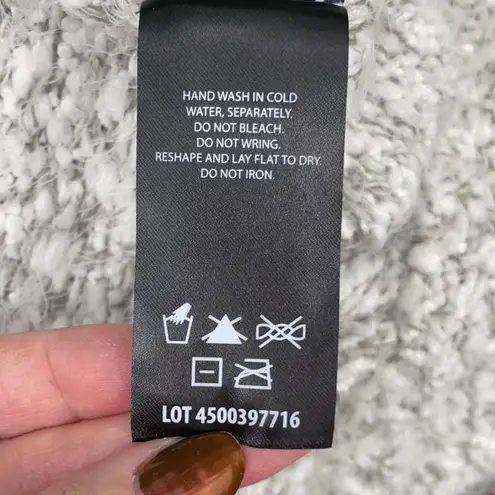 HAND WASH IN COLD
WATER, SEPARATELY.
DO NOT BLEACH.
DO NOT WRING.
RESHAPE AND LAY FLAT TO DRY.
DO NOT IRON.
LOT 4500397716